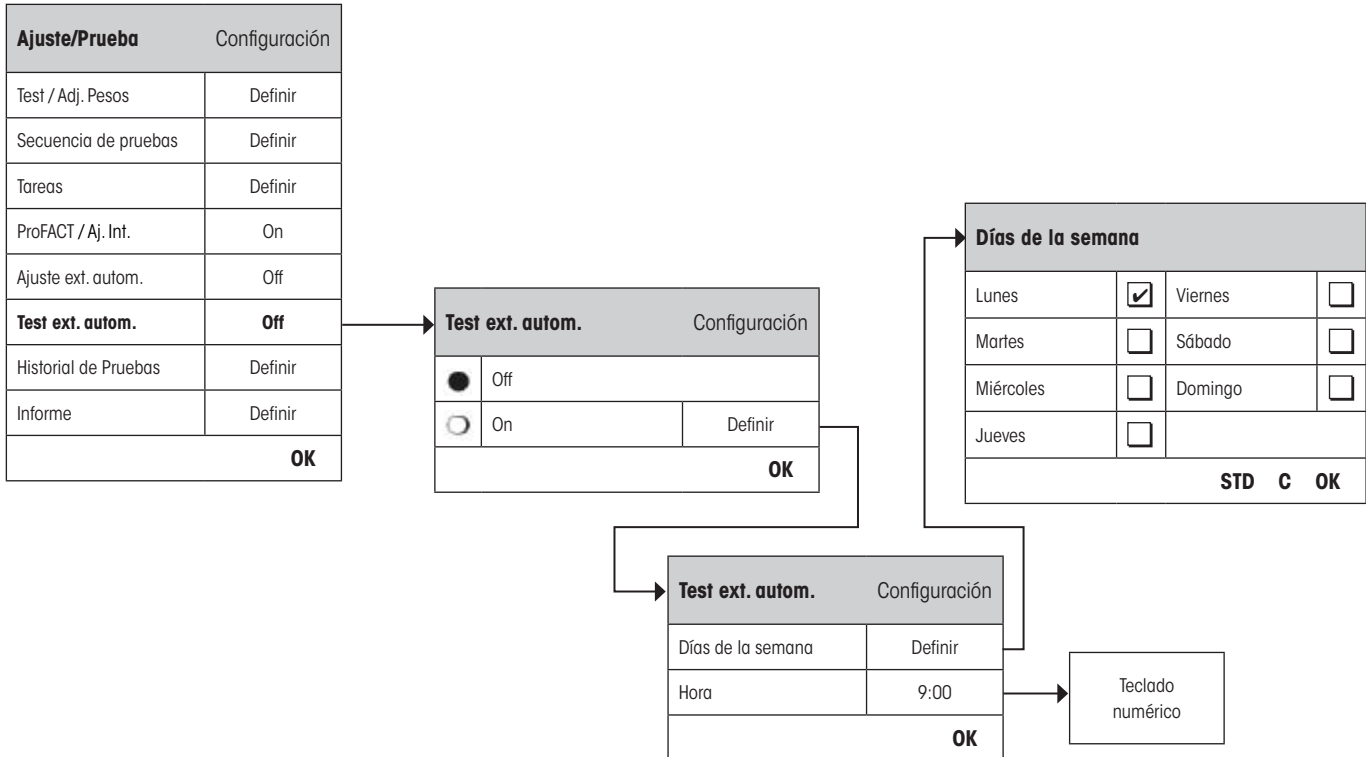 Ajuste/Prueba Configuración
Test / Adj. Pesos Definir
Secuencia de pruebas Definir
Tareas Definir
ProFACT / Aj. Int. On
Ajuste ext. autom. Off
Test ext. autom. Off
Historial de Pruebas Definir
Informe Definir
OK
Test ext. autom. Configuración
Off
On Definir
OK
Test ext. autom. Configuración
Días de la semana Definir
Hora 9:00
OK
Días de la semana
Lunes Viernes
Martes Sábado
Miércoles Domingo
Jueves
STD C OK
Teclado
numérico